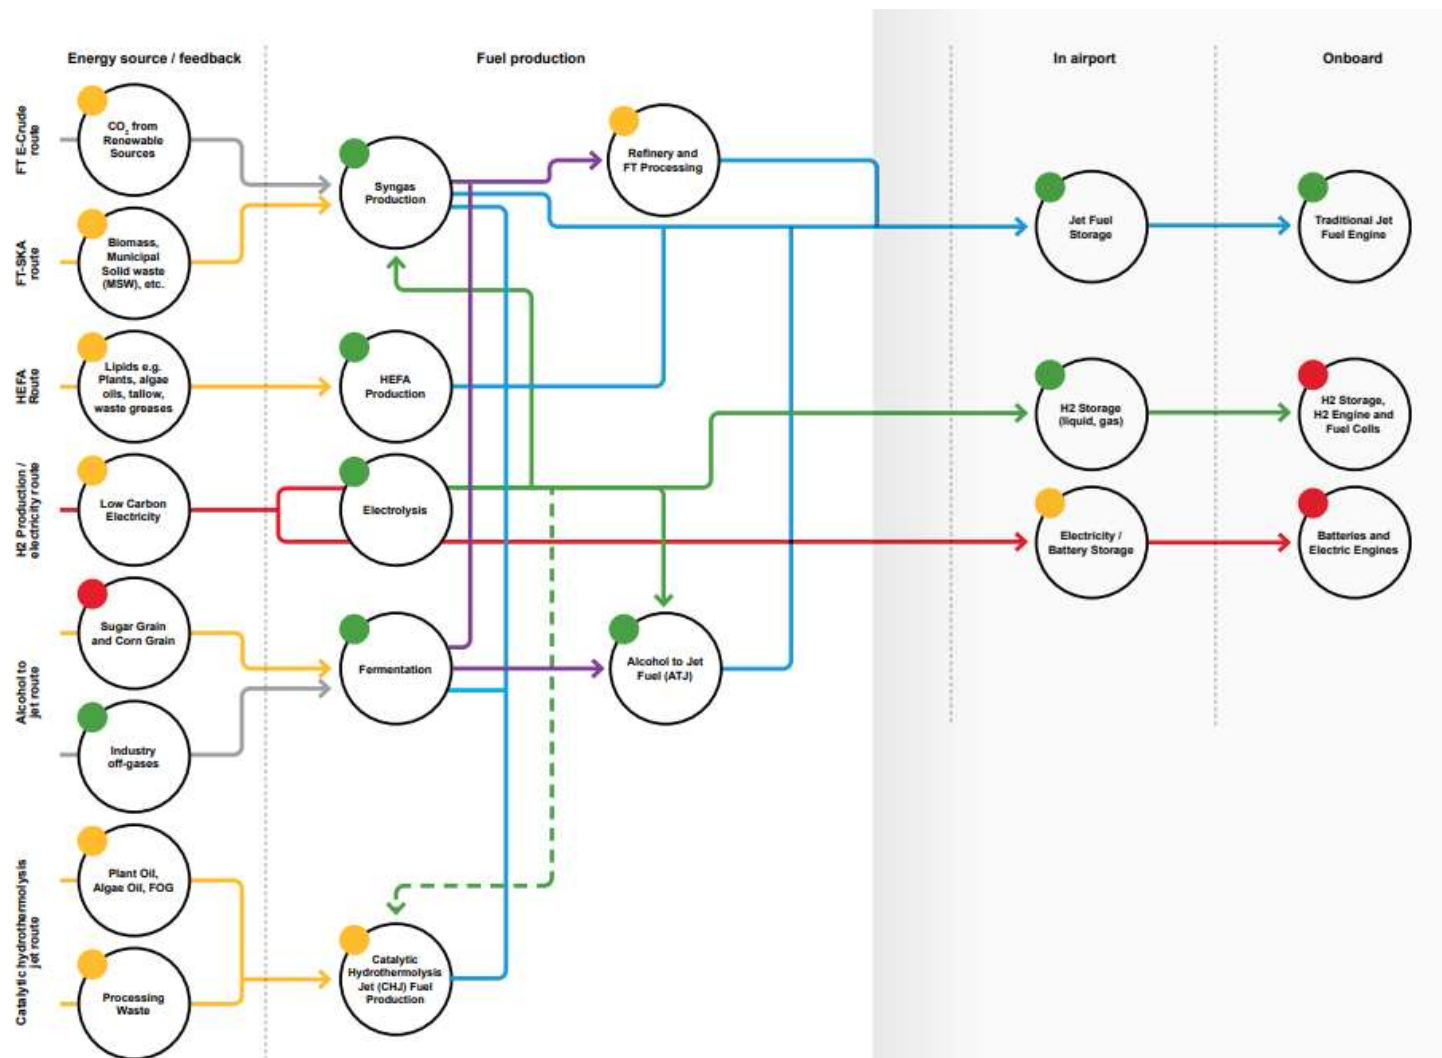 Energy source / feedback
Fuel production
In airport
Onboard
FT E-Crude
route
CO2 from
Renewable
Sources
Syngas
Production
Refinery and
FT Processing
Jet Fuel
Storage
Traditional Jet
Fuel Engine
FT-SKA
route
Biomass,
Municipal
Solid waste
(MSW), etc.
HEFA
Route
Lipids e.g.
Plants, algae
oils, tallow,
waste greases
HEFA
Production
H2 Storage
(liquid, gas)
H2 Storage,
H2 Engine and
Fuel Cells
H2 Production /
electricity route
Low Carbon
Electricity
Electrolysis
Electricity /
Battery Storage
Batteries and
Electric Engines
Alcohol to
jet route
Sugar Grain
and Corn Grain
Fermentation
Alcohol to Jet
Fuel (ATJ)
Industry
off-gases
Catalytic hydrothermolysis
jet route
Plant Oil,
Algae Oil, FOG
Processing
Waste
Catalytic
Hydrothermolysis
Jet (CHJ) Fuel
Production